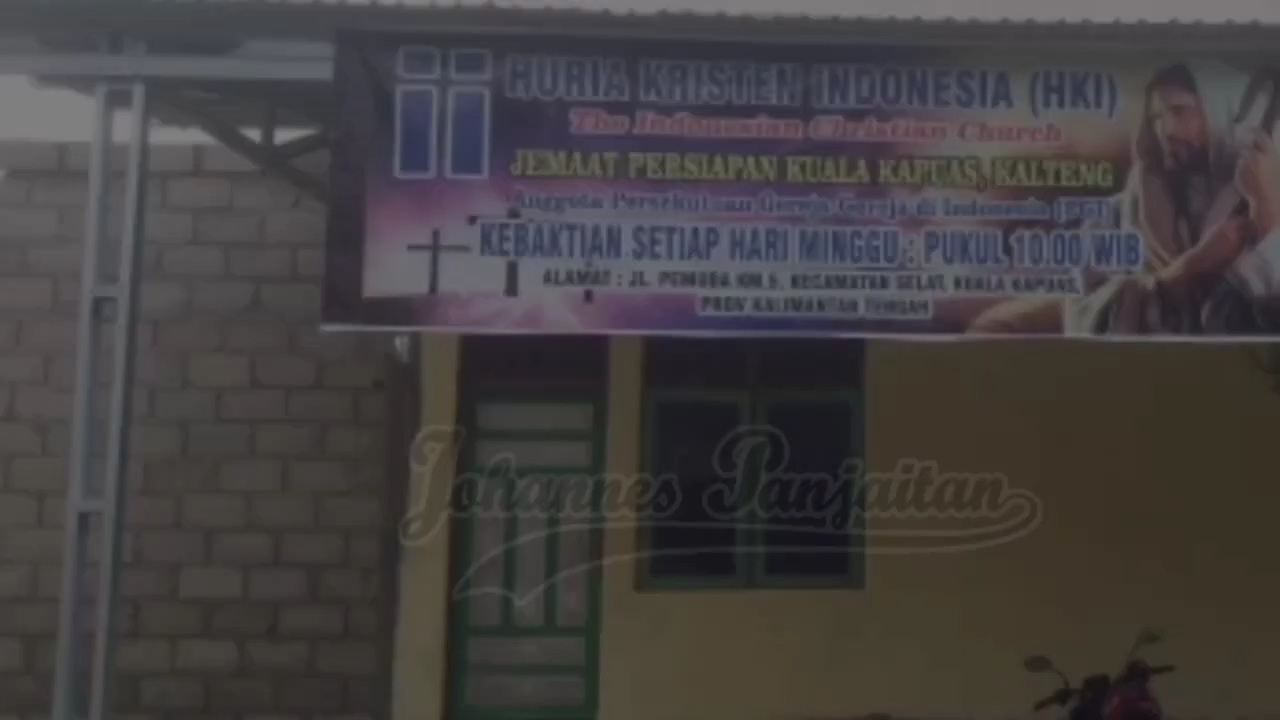 HURIA KRISTEN INDONESIA (HKI)
The Indonesian Christian Church
JEMAAT PERSIAPAN KUALA KAPUAS, KALTENG
Anggota Persekutuan Gereja-Gereja di Indonesia (PGI)
KEBAKTIAN SETIAP HARI MINGGU : PUKUL 10.00 WIB
ALAMAT : JL. PEMUDA KM.5, KECAMATAN SELAT, KUALA KAPUAS,
PROV KALIMANTAN TENGAH
Johannes Panjaitan